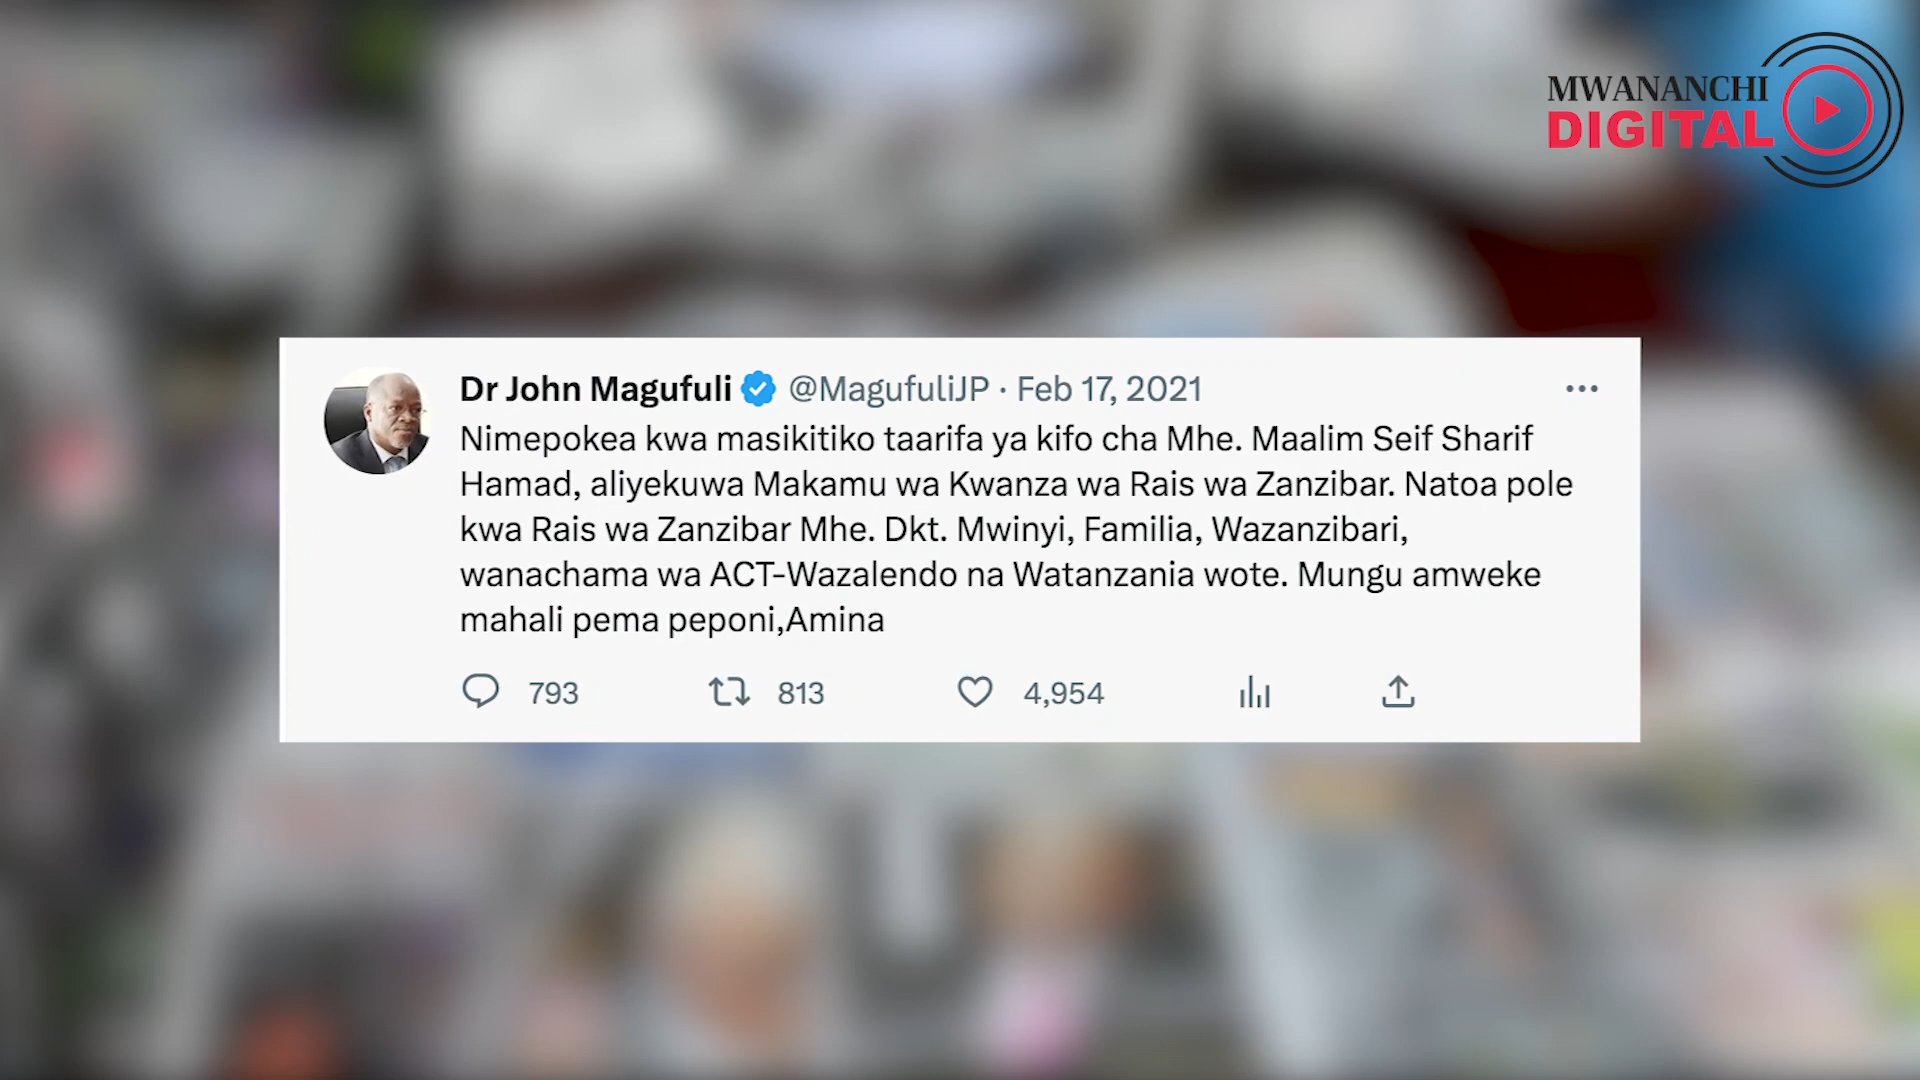 MWANANCHI
DIGITAL
Dr John Magufuli @MagufuliJP · Feb 17, 2021
Nimepokea kwa masikitiko taarifa ya kifo cha Mhe. Maalim Seif Sharif
Hamad, aliyekuwa Makamu wa Kwanza wa Rais wa Zanzibar. Natoa pole
kwa Rais wa Zanzibar Mhe. Dkt. Mwinyi, Familia, Wazanzibari,
wanachama wa ACT-Wazalendo na Watanzania wote. Mungu amweke
mahali pema peponi,Amina
793 813 4,954